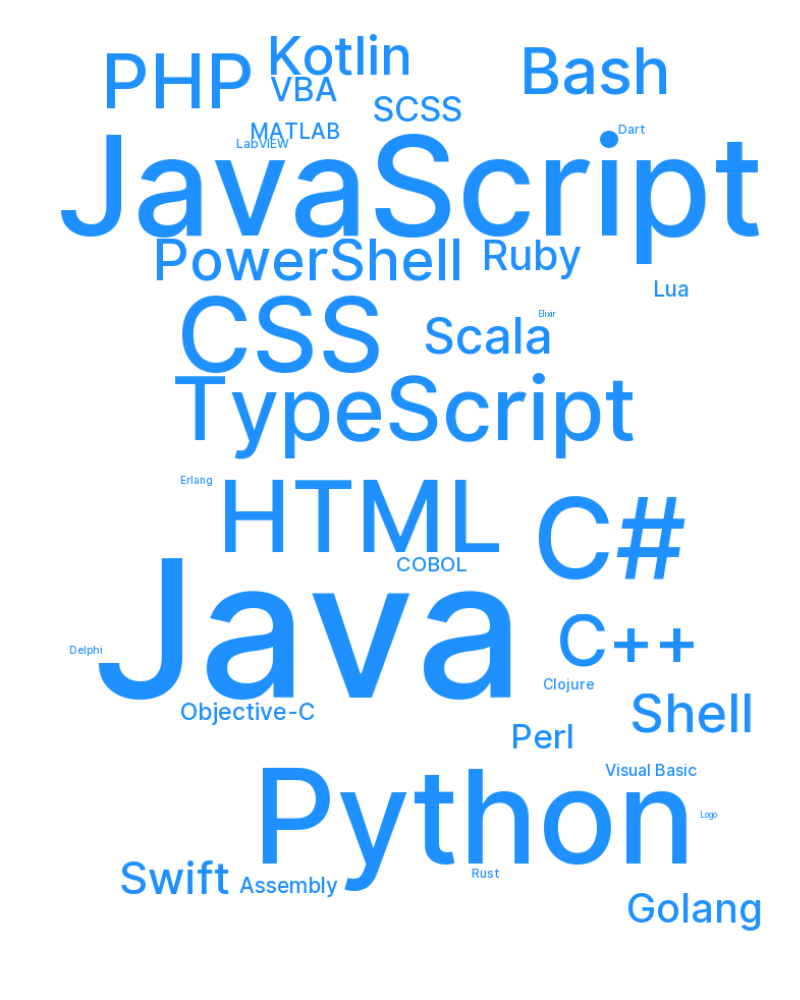 Kotlin
PHP
Bash
VBA
SCSS
MATLAB
Dart
LabVIEW
JavaScript
PowerShell
Ruby
Lua
Elixir
CSS
Scala
TypeScript
Erlang
HTML
C#
COBOL
Java
C++
Delphi
Clojure
Objective-C
Shell
Perl
Visual Basic
Python
Logo
Rust
Swift
Assembly
Golang